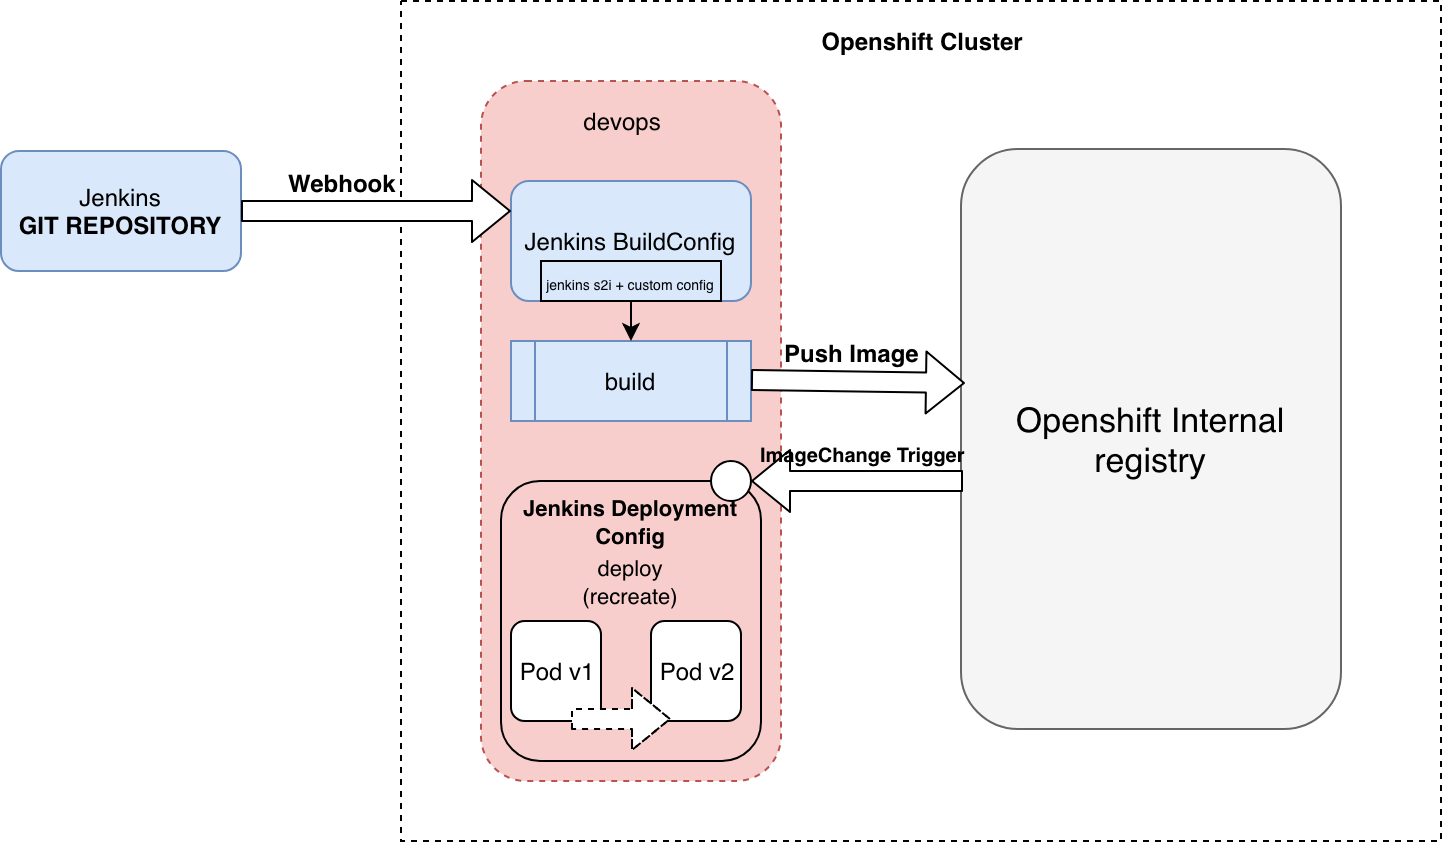 Openshift Cluster
devops
Jenkins
GIT REPOSITORY
Webhook
Jenkins BuildConfig
jenkins s2i + custom config
build
Push Image
Openshift Internal
registry
ImageChange Trigger
Jenkins Deployment
Config
deploy
(recreate)
Pod v1
Pod v2